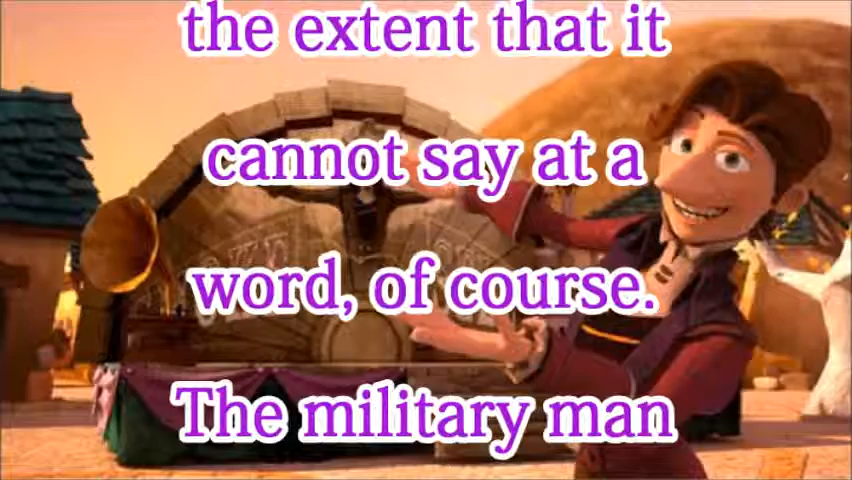 the extent that it
cannot say at a
word, of course.
The military man